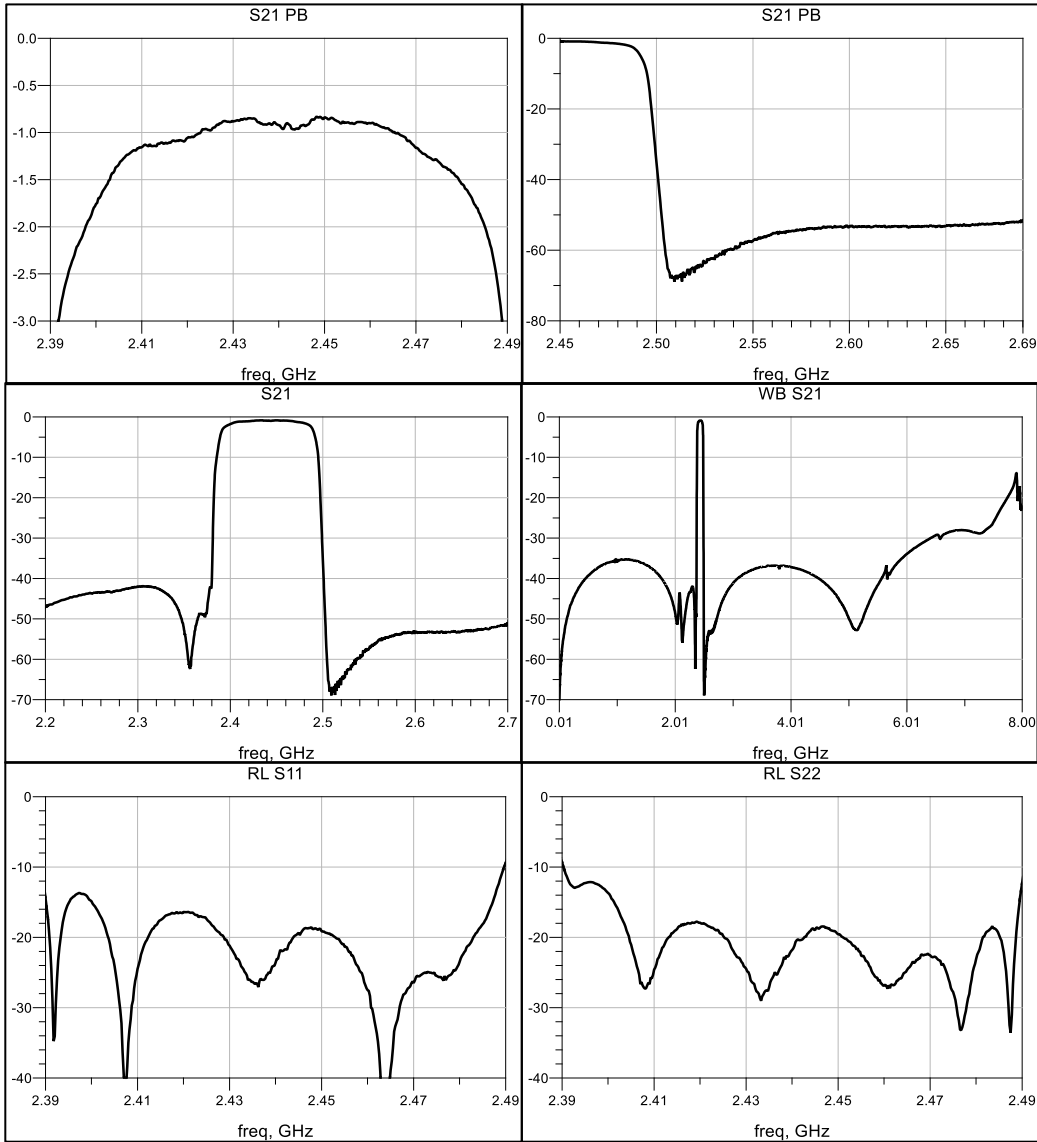 S21 PB
0.0
-0.5
-1.0
-1.5
-2.0
-2.5
-3.0
2.39 2.41 2.43 2.45 2.47 2.49
freq, GHz
S21 PB
0
-20
-40
-60
-80
2.45 2.50 2.55 2.60 2.65 2.69
freq, GHz
S21
0
-10
-20
-30
-40
-50
-60
-70
2.2 2.3 2.4 2.5 2.6 2.7
freq, GHz
WB S21
0
-10
-20
-30
-40
-50
-60
-70
0.01 2.01 4.01 6.01 8.00
freq, GHz
RL S11
0
-10
-20
-30
-40
2.39 2.41 2.43 2.45 2.47 2.49
freq, GHz
RL S22
0
-10
-20
-30
-40
2.39 2.41 2.43 2.45 2.47 2.49
freq, GHz